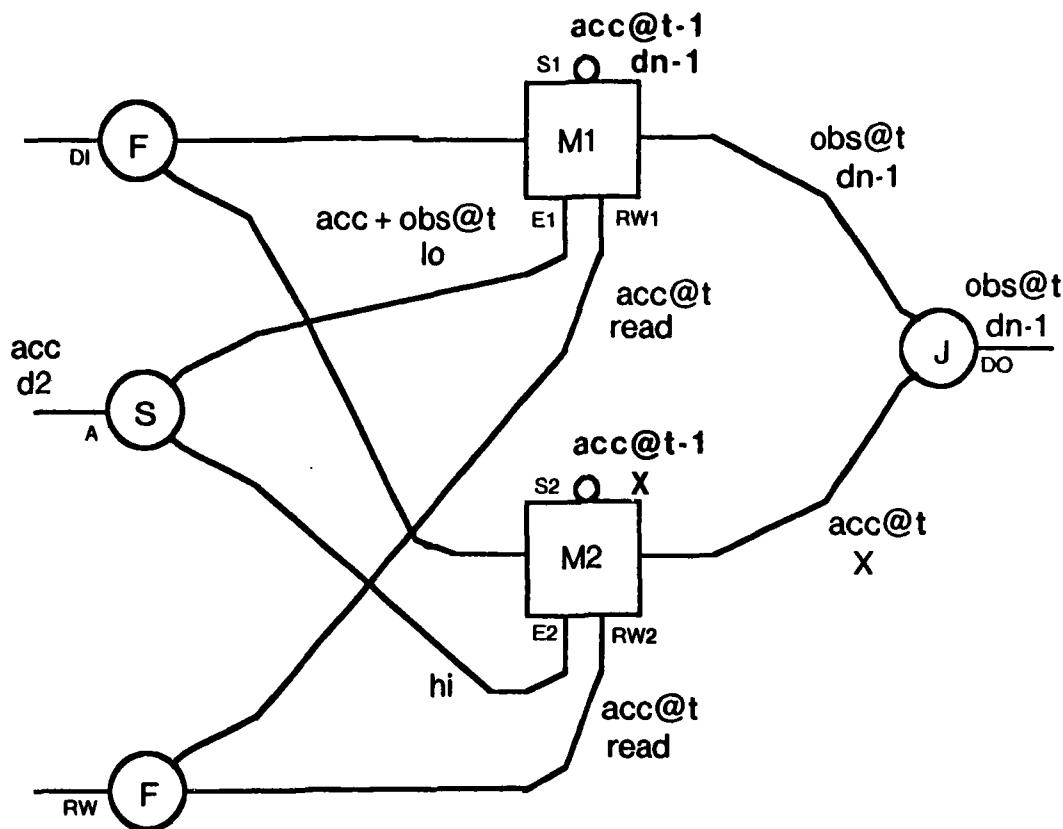 acc@t-1
S1
dn-1
DI
F
M1
obs@t
dn-1
acc + obs@t
lo
E1
RW1
acc@t
read
obs@t
dn-1
J
DO
acc
d2
A
S
acc@t-1
S2
X
M2
acc@t
X
E2
RW2
hi
acc@t
read
RW
F